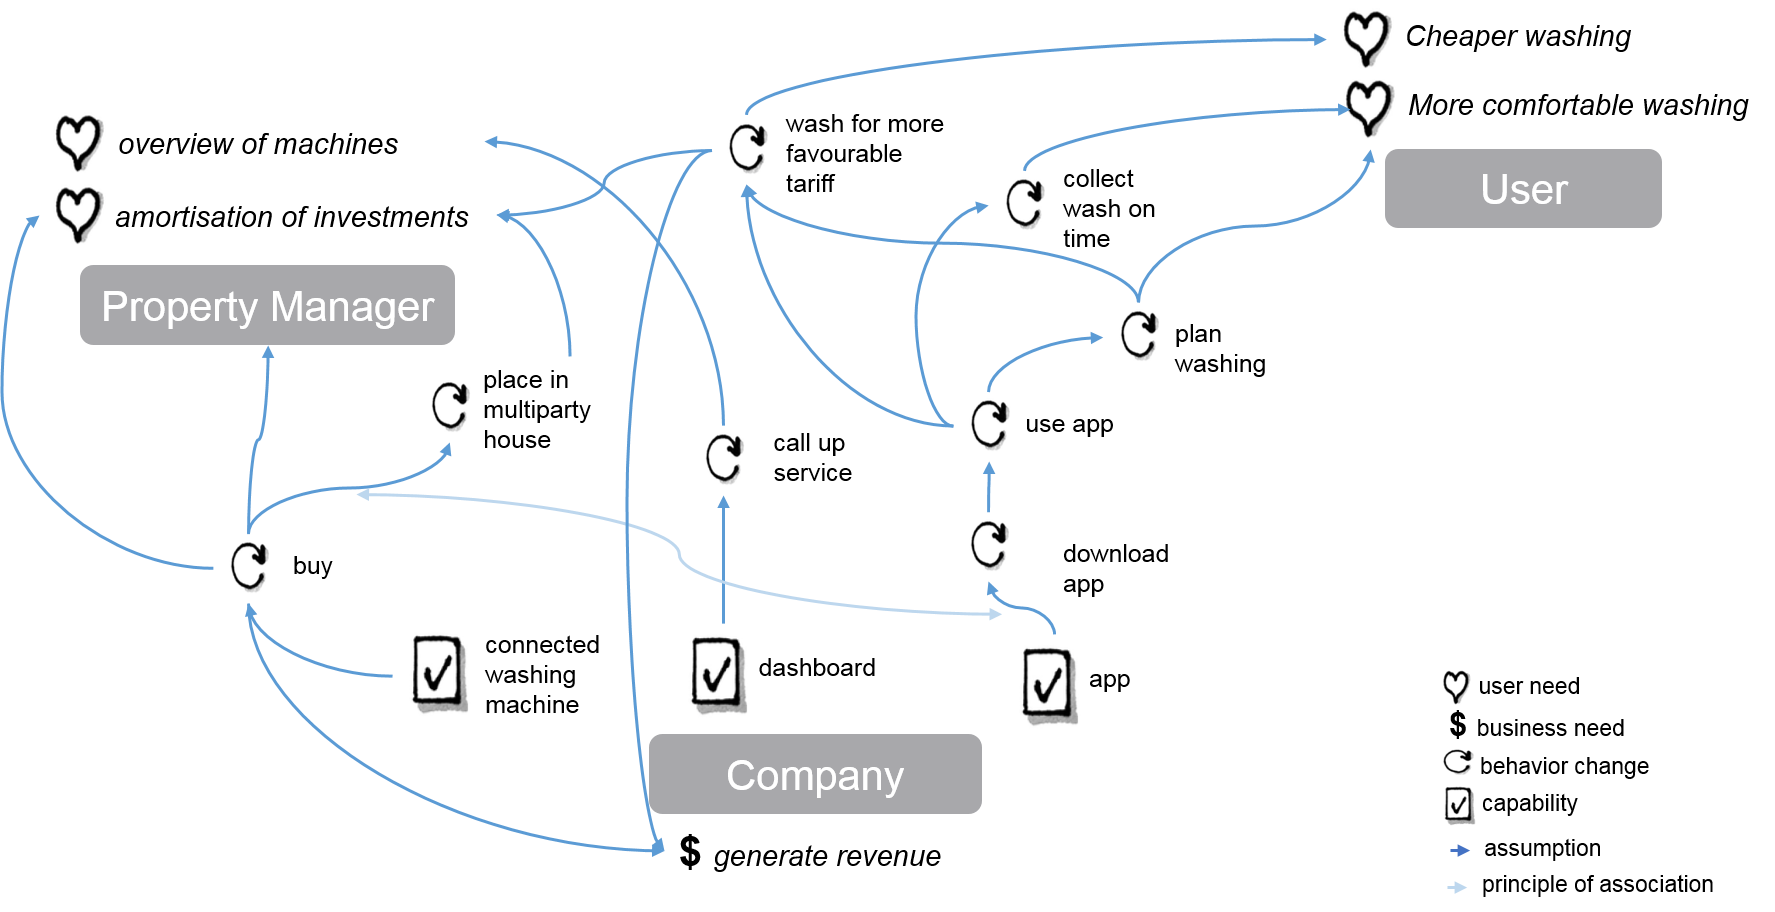 Cheaper washing
More comfortable washing
User
wash for more
favourable
tariff
overview of machines
amortisation of investments
Property Manager
collect
wash on
time
plan
washing
place in
multiparty
house
use app
call up
service
buy
download
app
connected
washing
machine
dashboard
app
Company
$ generate revenue
user need
$ business need
behavior change
capability
assumption
principle of association